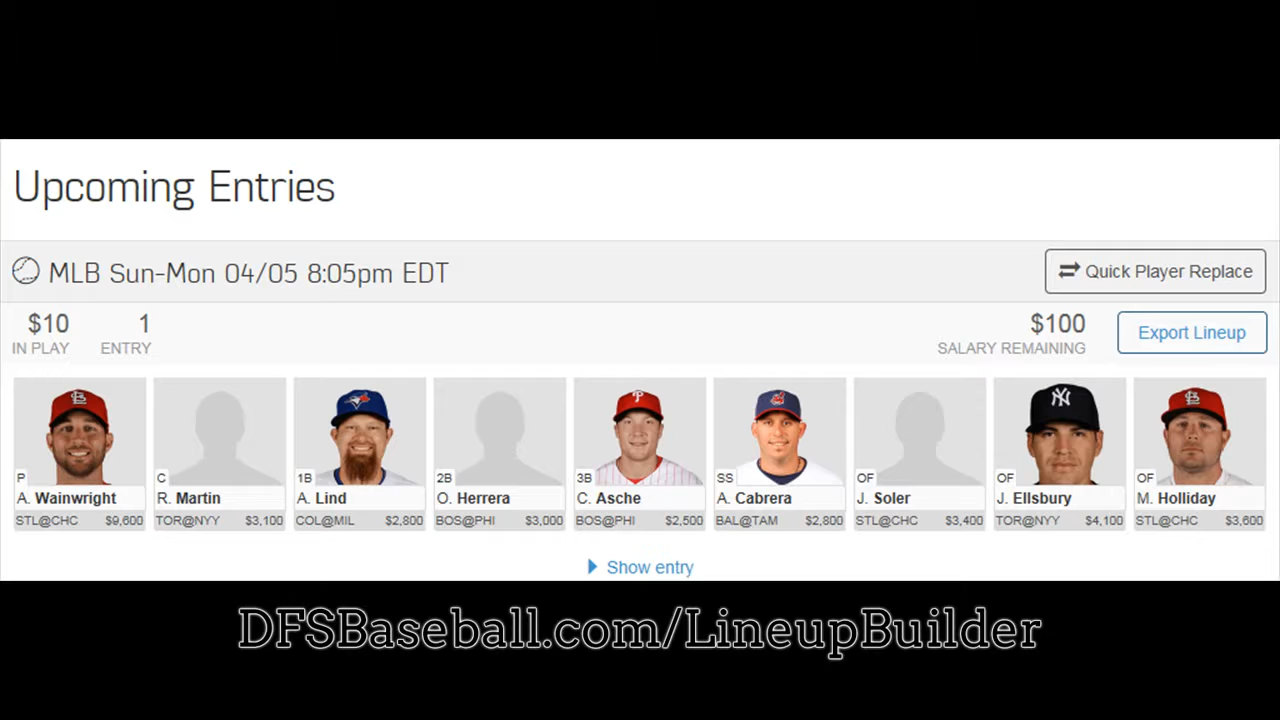 Upcoming Entries
MLB Sun-Mon 04/05 8:05pm EDT
Quick Player Replace
$10 1 $100
IN PLAY ENTRY SALARY REMAINING
Export Lineup
P C 1B 2B 3B SS OF OF OF
A. Wainwright R. Martin A. Lind O. Herrera C. Asche A. Cabrera J. Soler J. Ellsbury M. Holliday
STL@CHC $9,600 TOR@NYY $3,100 COL@MIL $2,800 BOS@PHI $3,000 BOS@PHI $2,500 BAL@TAM $2,800 STL@CHC $3,400 TOR@NYY $4,100 STL@CHC $3,600
Show entry
DFSBaseball.com/LineupBuilder